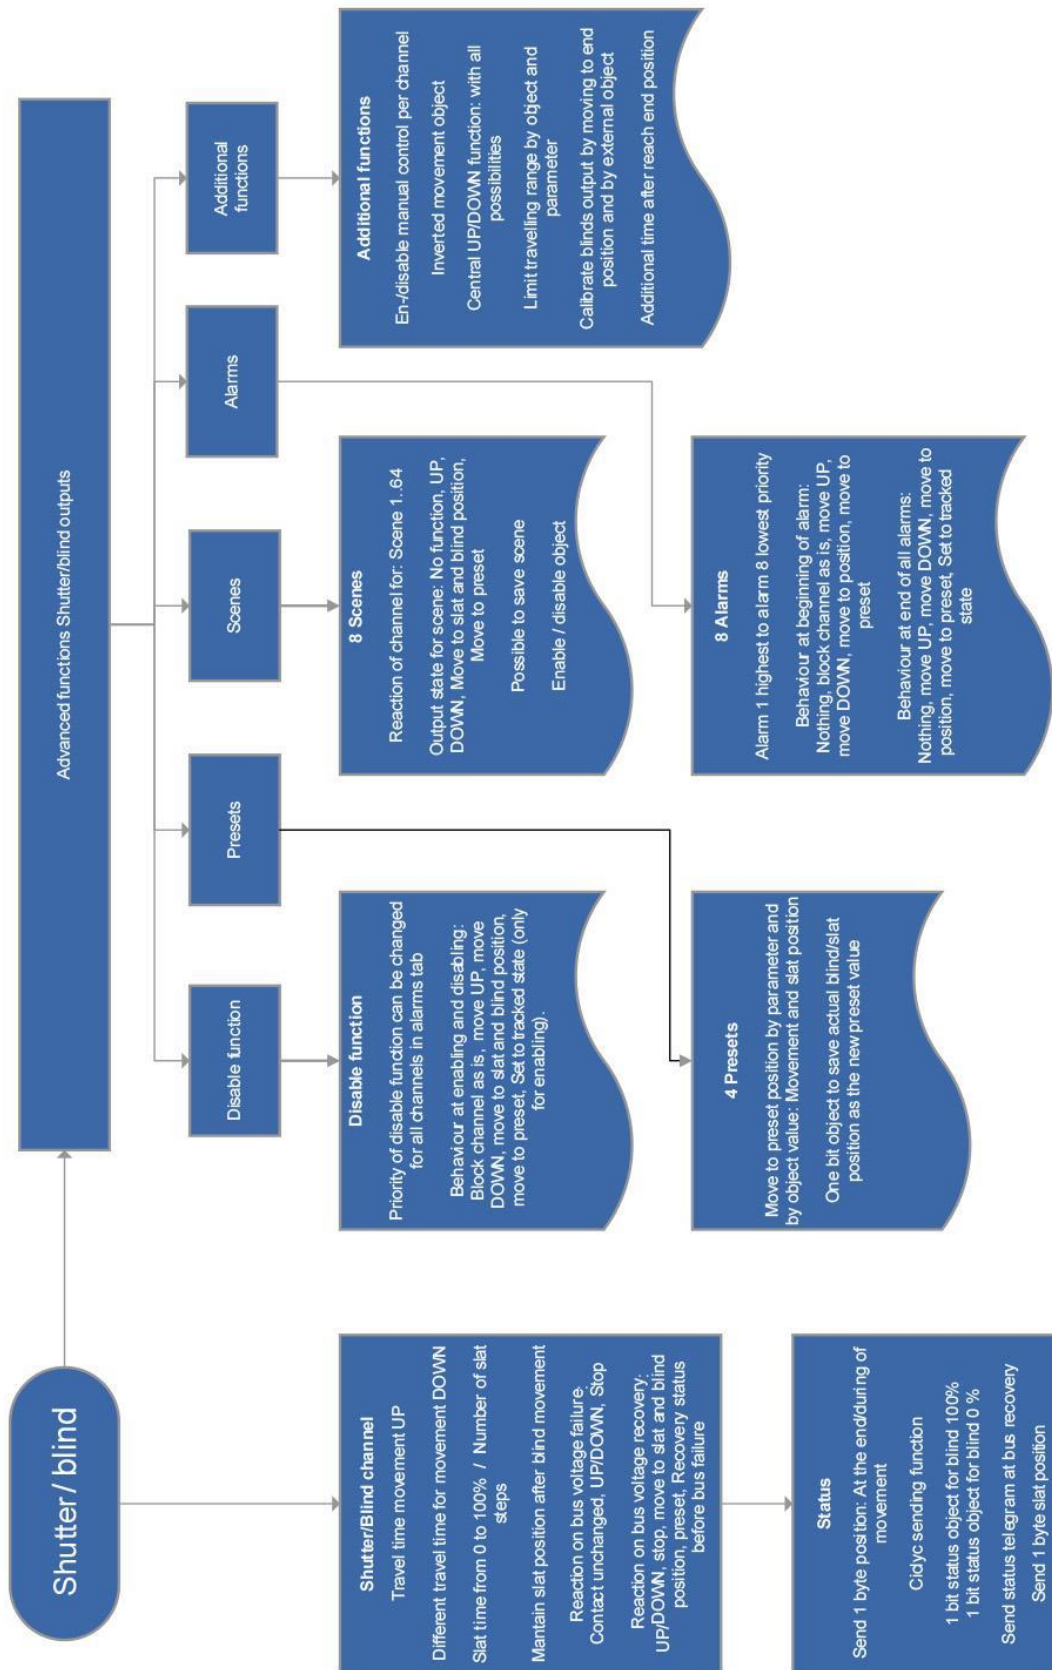 Shutter / blind
Advanced functions Shutter/blind outputs
Disable function
Presets
Scenes
Alarms
Additional
functions
Shutter/Blind channel
Travel time movement UP
Different travel time for movement DOWN
Slat time from 0 to 100% / Number of slat
steps
Mantain slat position after blind movement
Reaction on bus voltage failure:
Contact unchanged, UP/DOWN, Stop
Reaction on bus voltage recovery:
UP/DOWN, stop, move to slat and blind
position, preset, Recovery status
before bus failure
Disable function
Priority of disable function can be changed
for all channels in alarms tab
Behaviour at enabling and disabling:
Block channel as is, move UP, move
DOWN, move to slat and blind position,
move to preset, Set to tracked state (only
for enabling).
8 Scenes
Reaction of channel for: Scene 1..64
Output state for scene: No function, UP,
DOWN, Move to slat and blind position,
Move to preset
Possible to save scene
Enable / disable object
Additional functions
En-/disable manual control per channel
Inverted movement object
Central UP/DOWN function: with all
possibilities
Limit travelling range by object and
parameter
Calibrate blinds output by moving to end
position and by external object
Additional time after reach end position
Status
Send 1 byte position: At the end/during of
movement
Cidyc sending function
1 bit status object for blind 100%
1 bit status object for blind 0 %
Send status telegram at bus recovery
Send 1 byte slat position
4 Presets
Move to preset position by parameter and
by object value: Movement and slat position
One bit object to save actual blind/slat
position as the new preset value
8 Alarms
Alarm 1 highest to alarm 8 lowest priority
Behaviour at beginning of alarm:
Nothing, block channel as is, move UP,
move DOWN, move to position, move to
preset
Behaviour at end of all alarms:
Nothing, move UP, move DOWN, move to
position, move to preset, Set to tracked
state